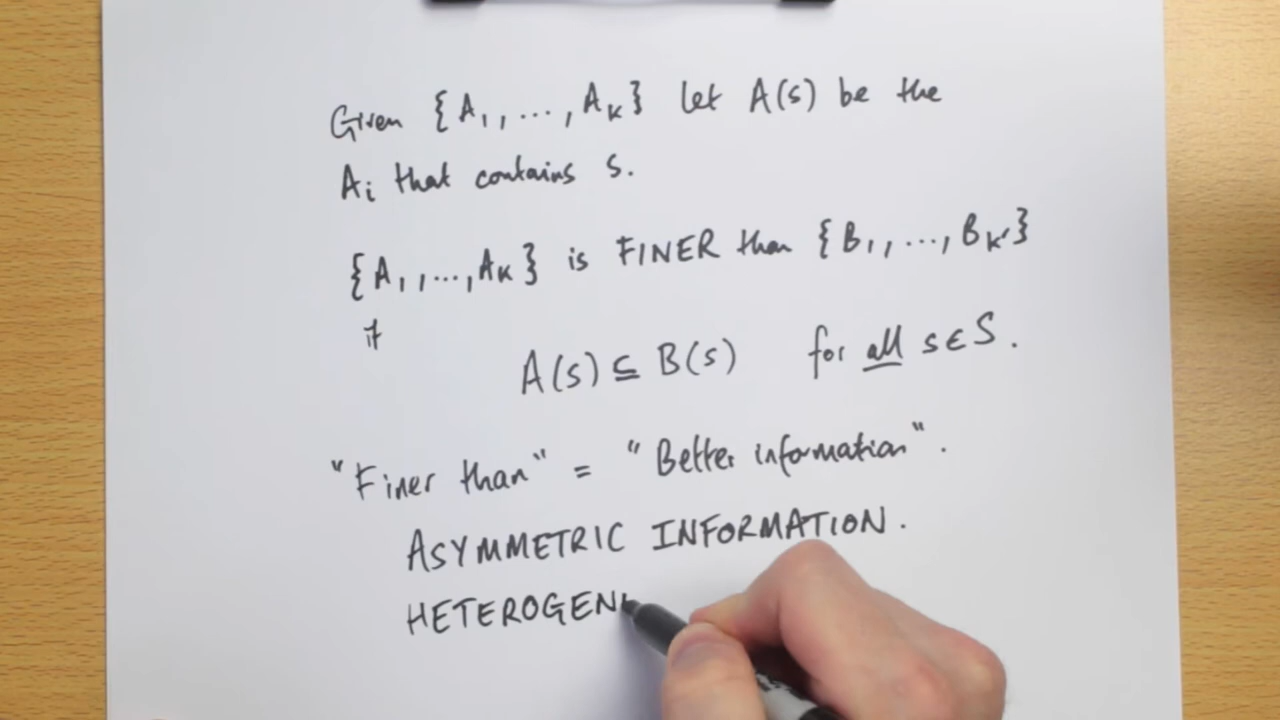 Given {A₁, ..., Aₖ} let A(s) be the
Aᵢ that contains s.
{A₁, ..., Aₖ} is FINER than {B₁, ..., Bₖ'}
if
A(s) ⊆ B(s) for all s ∈ S.
"Finer than" = "Better information".
ASYMMETRIC INFORMATION.
HETEROGEN